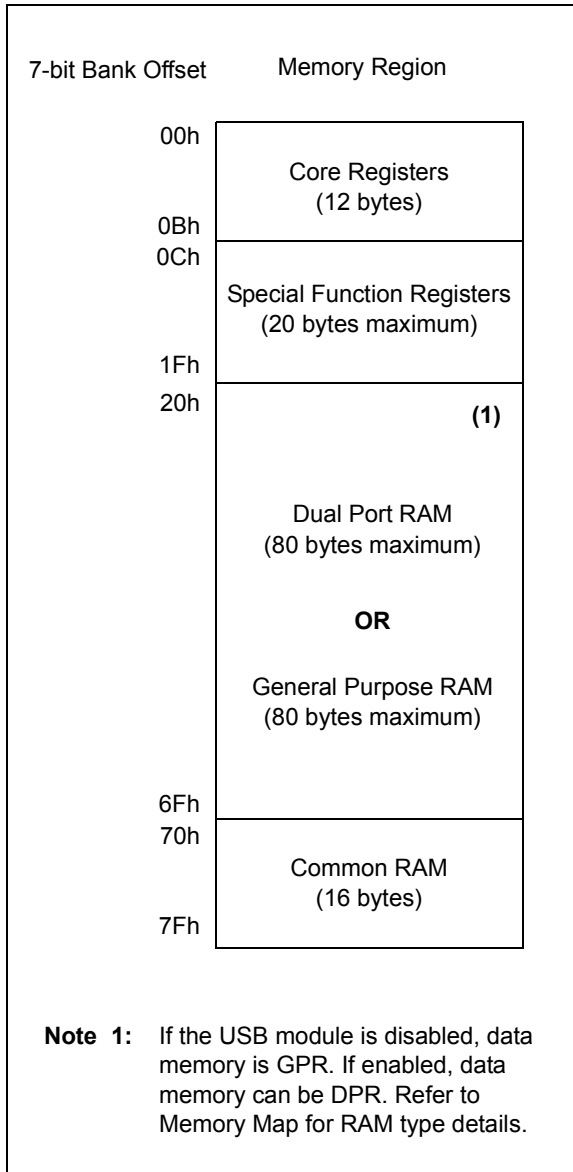 7-bit Bank Offset Memory Region
00h
Core Registers
(12 bytes)
0Bh
0Ch
Special Function Registers
(20 bytes maximum)
1Fh
20h
(1)
Dual Port RAM
(80 bytes maximum)
OR
General Purpose RAM
(80 bytes maximum)
6Fh
70h
Common RAM
(16 bytes)
7Fh
Note 1: If the USB module is disabled, data
memory is GPR. If enabled, data
memory can be DPR. Refer to
Memory Map for RAM type details.